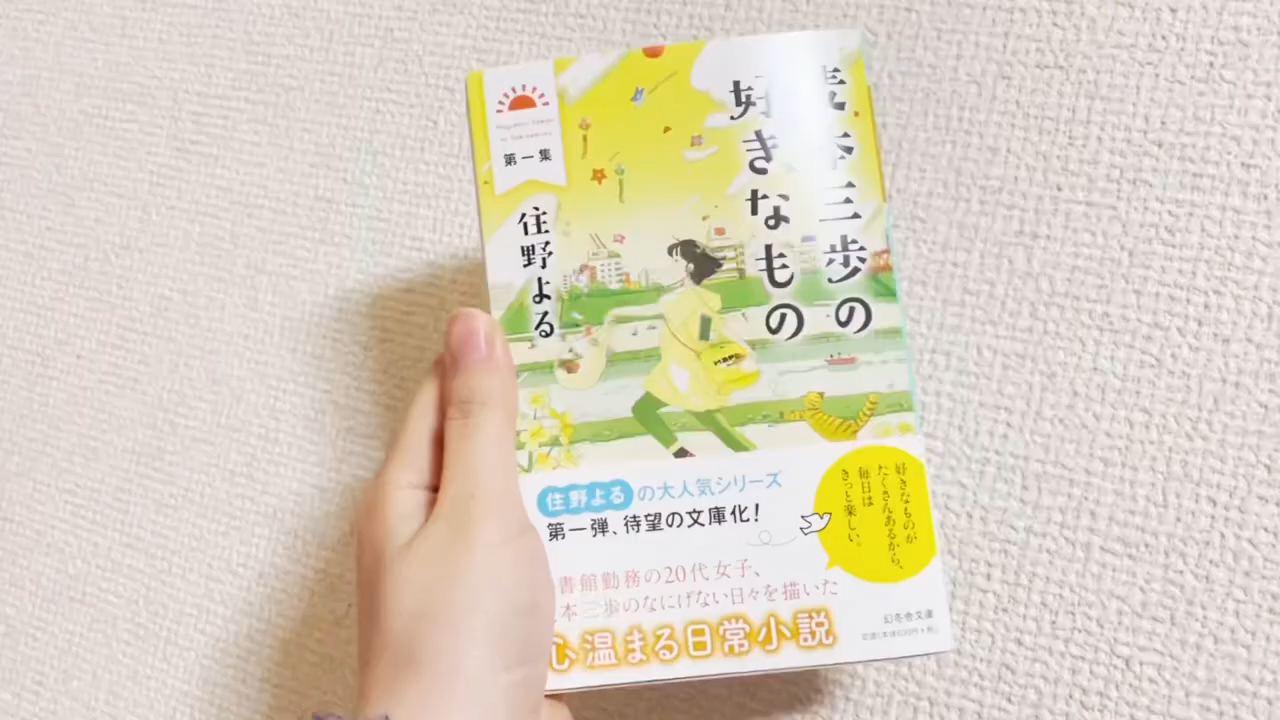 麦本三歩の
好きなもの
第一集
住野よる
住野よるの大人気シリーズ
第一弾、待望の文庫化!
好きなものが
たくさんあるから、
毎日は
きっと楽しい。
書館勤務の20代女子、
本三歩のなにげない日々を描いた
心温まる日常小説
幻冬舎文庫